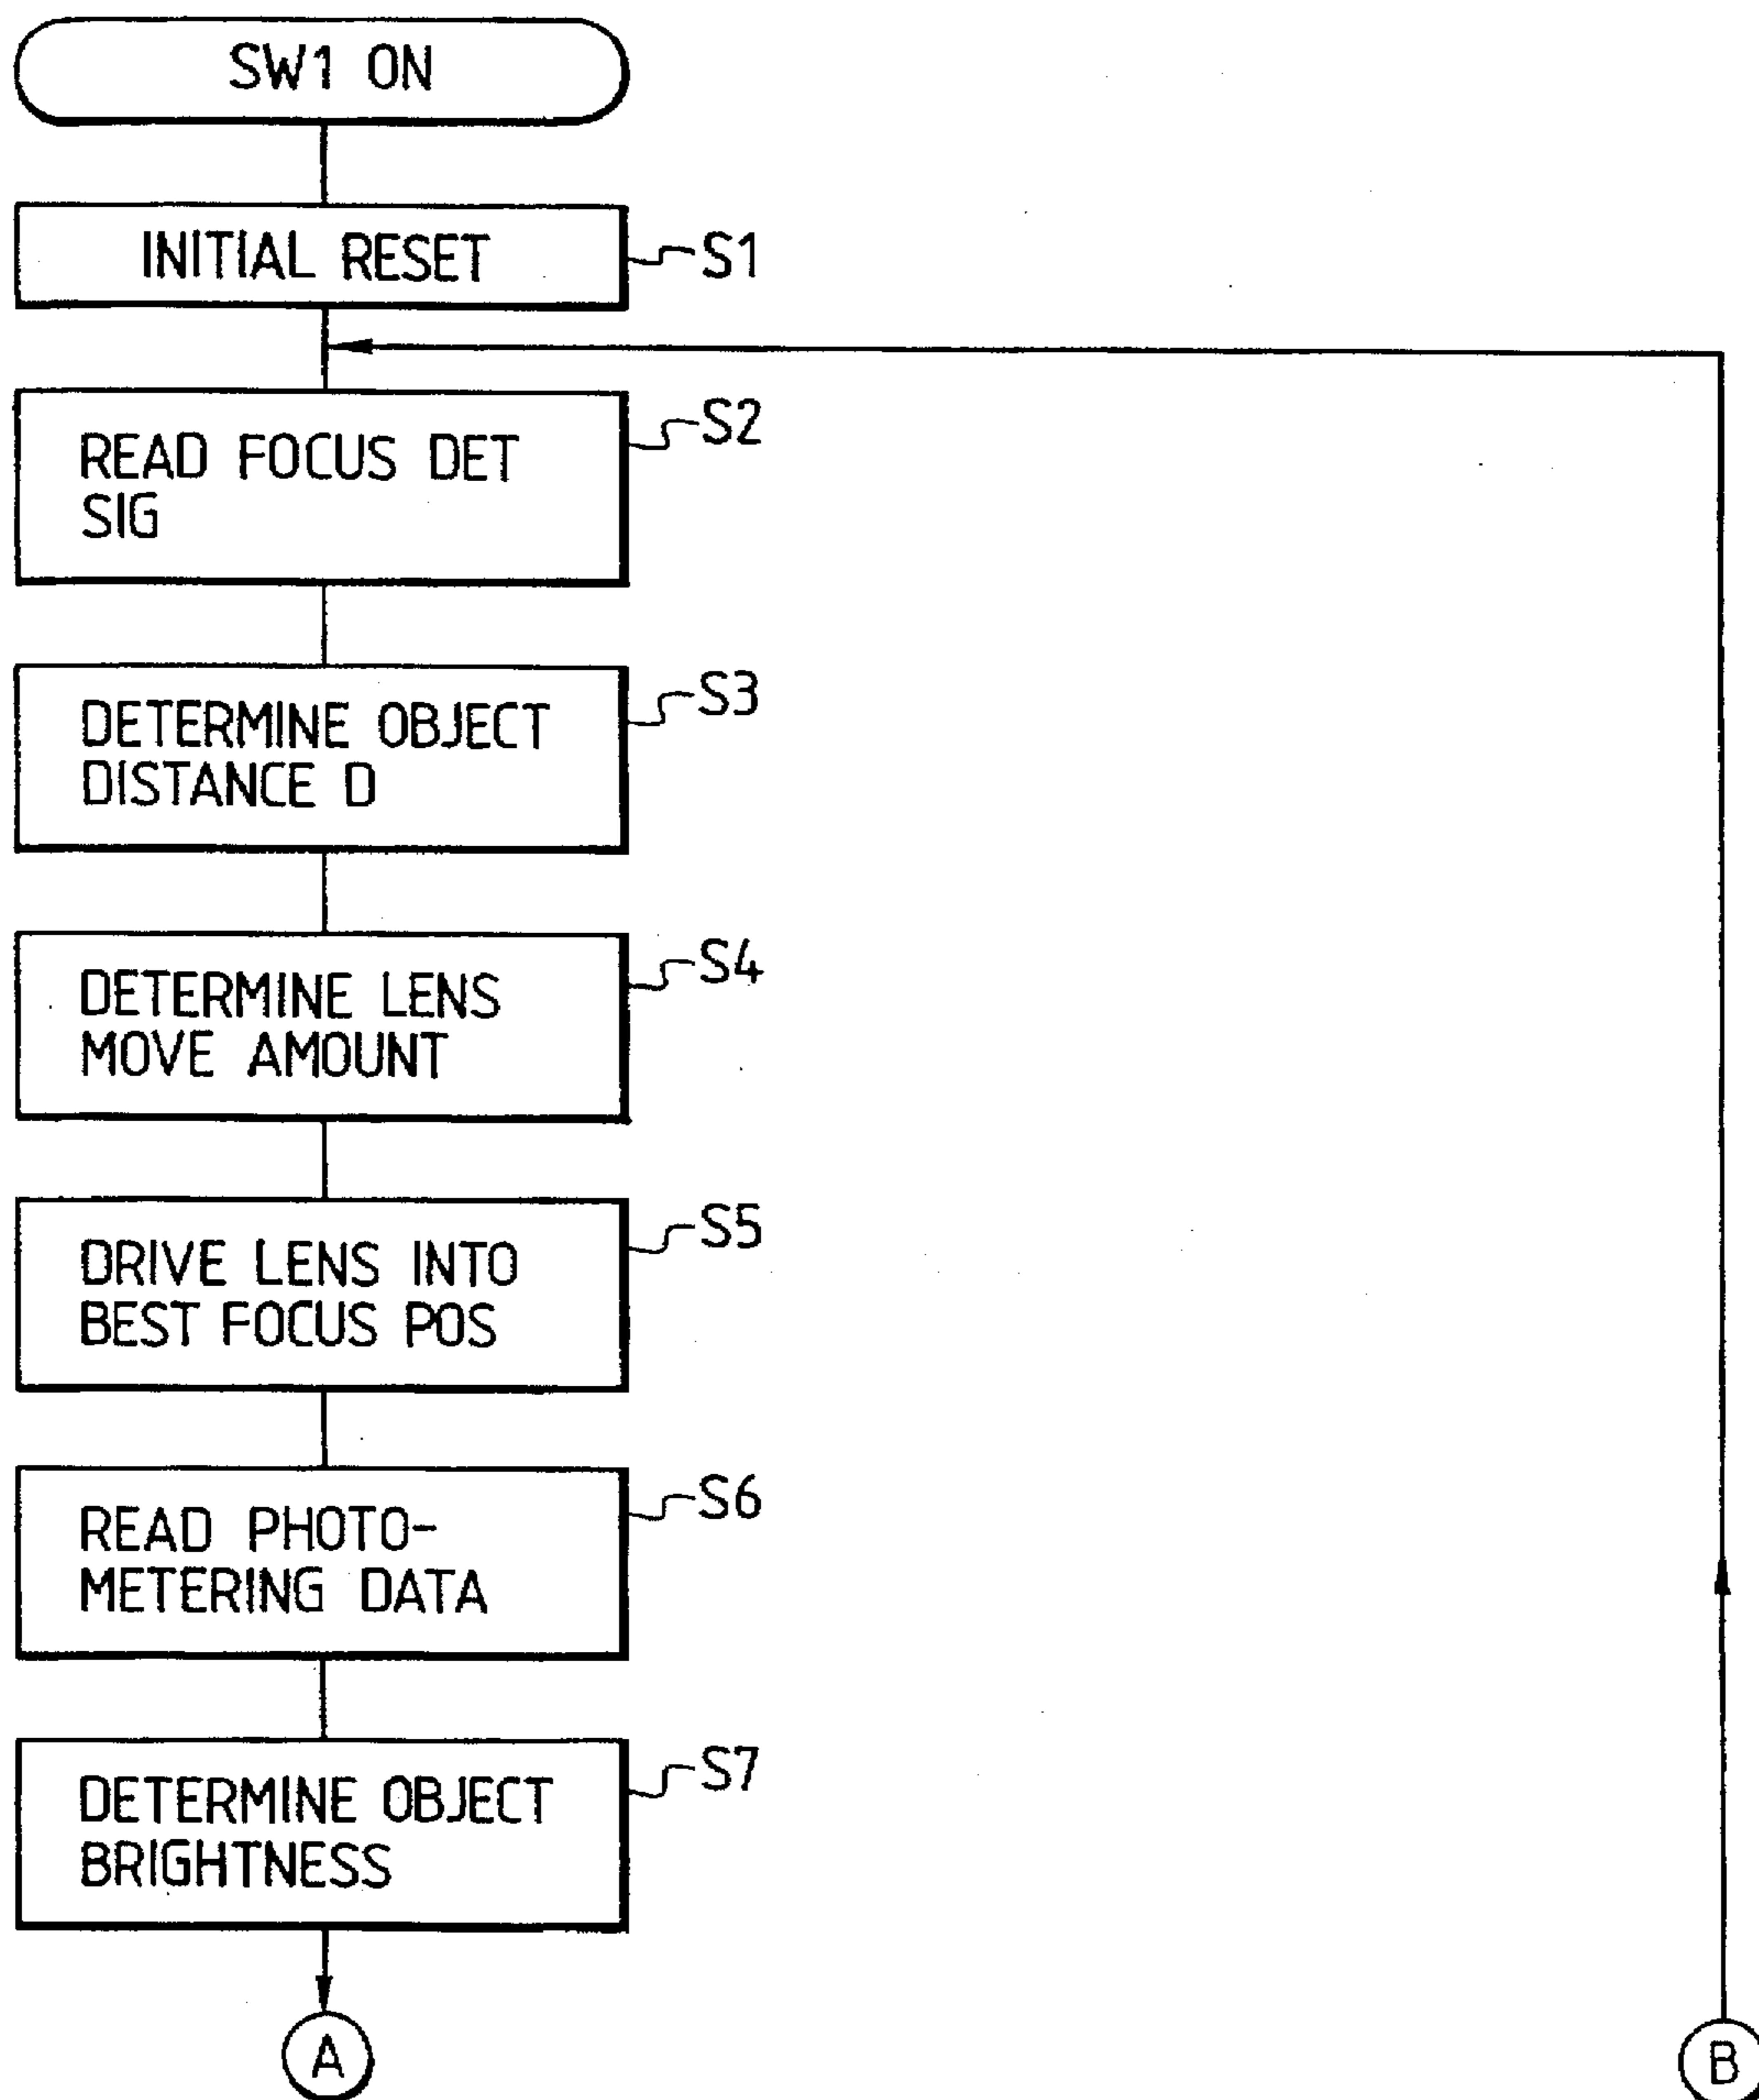 SW1 ON
INITIAL RESET
S1
READ FOCUS DET
SIG
S2
DETERMINE OBJECT
DISTANCE D
S3
DETERMINE LENS
MOVE AMOUNT
S4
DRIVE LENS INTO
BEST FOCUS POS
S5
READ PHOTO-
METERING DATA
S6
DETERMINE OBJECT
BRIGHTNESS
S7
A
B